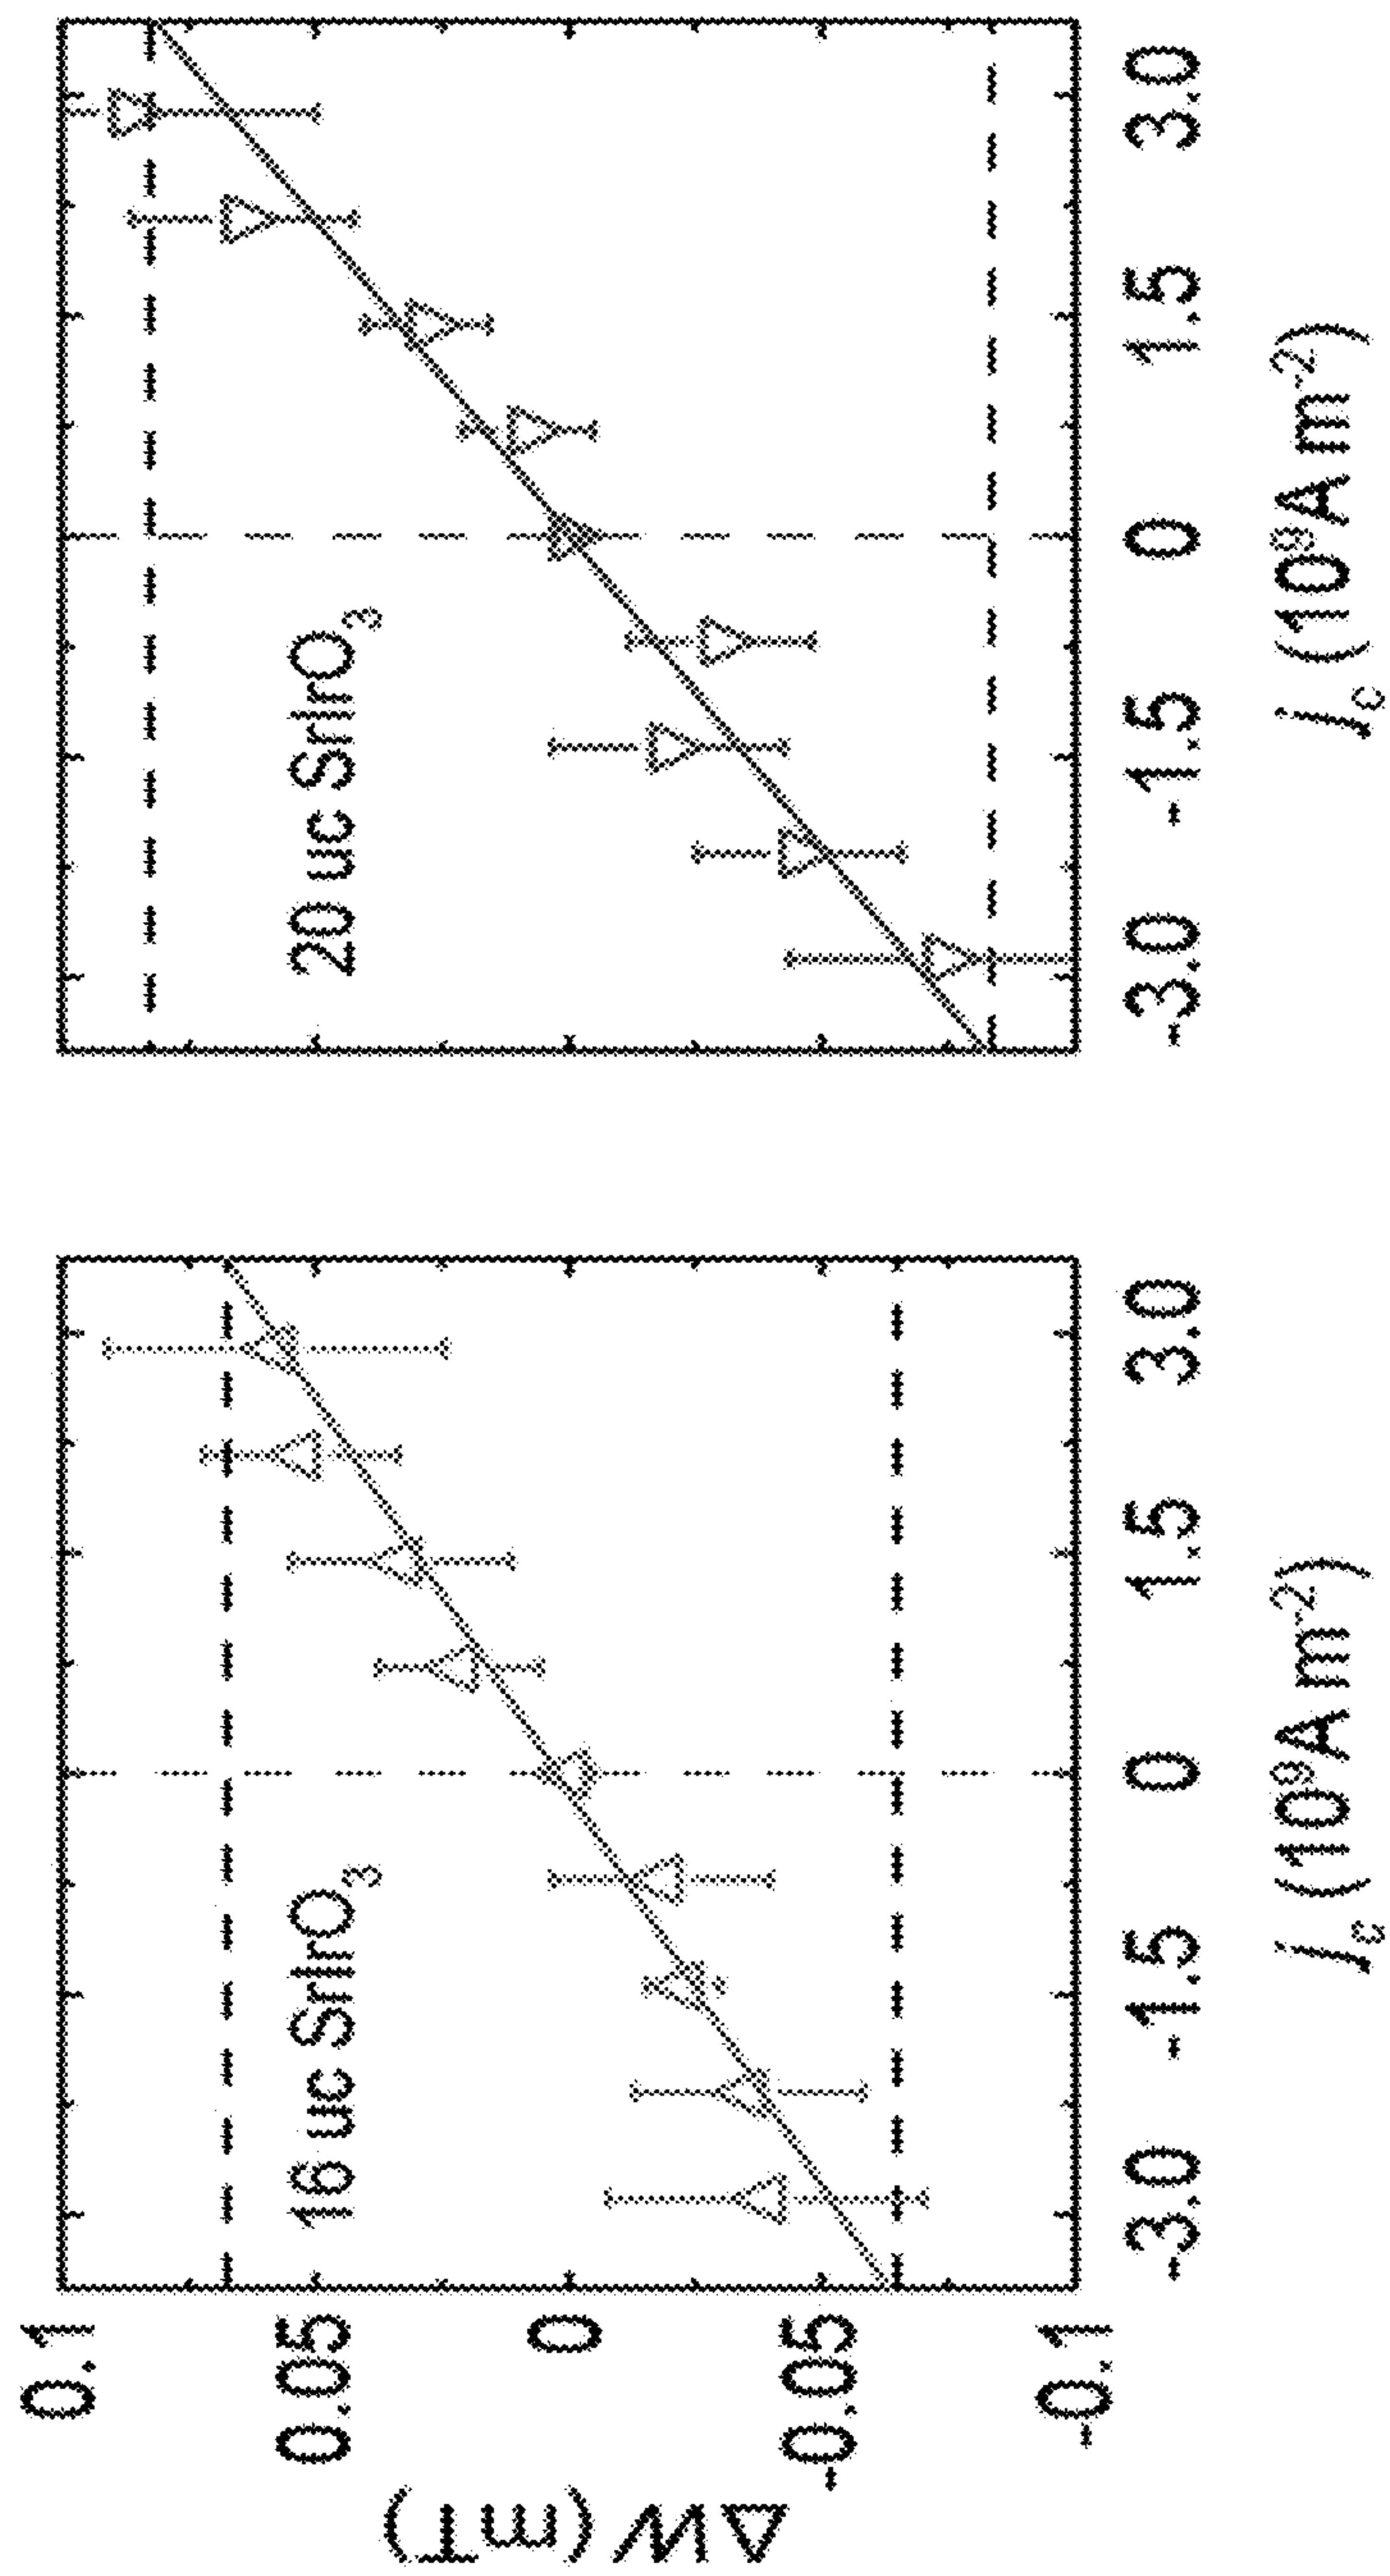 ΔW(mT)
0.1
0.05
0
-0.05
-0.1
16 uc SrIrO3
-3.0 -1.5 0 1.5 3.0
jc (10⁹A m⁻²)
20 uc SrIrO3
-3.0 -1.5 0 1.5 3.0
jc (10⁹A m⁻²)